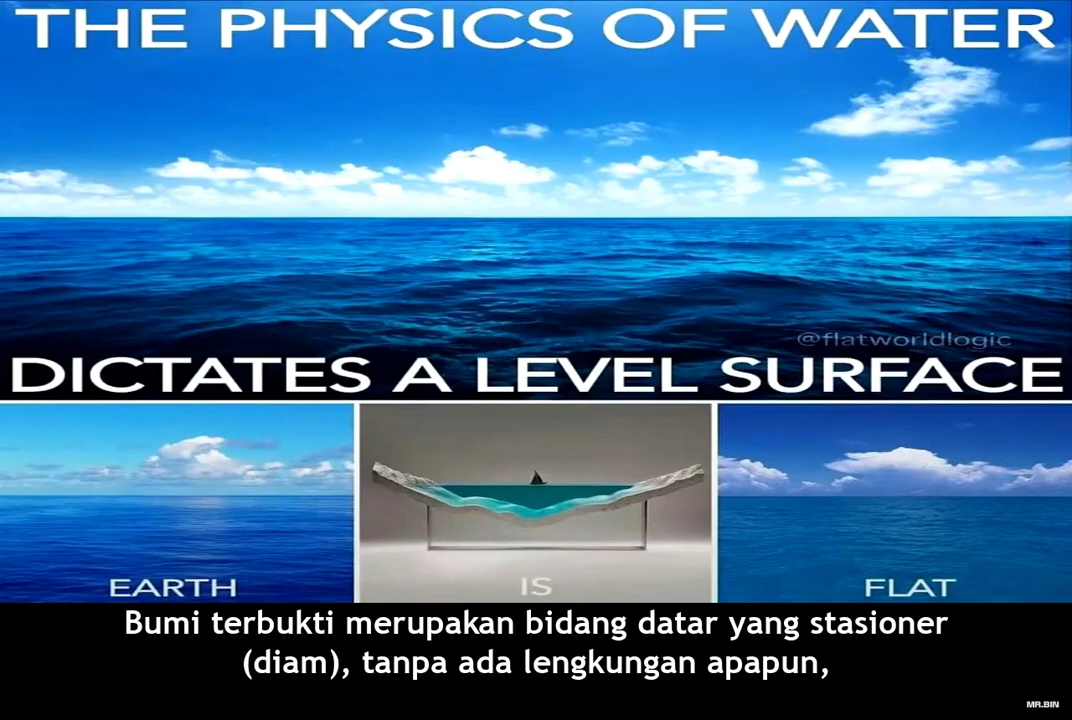 THE PHYSICS OF WATER
@flatworldlogic
DICTATES A LEVEL SURFACE
EARTH
IS
FLAT
Bumi terbukti merupakan bidang datar yang stasioner
(diam), tanpa ada lengkungan apapun,
MR.BIN